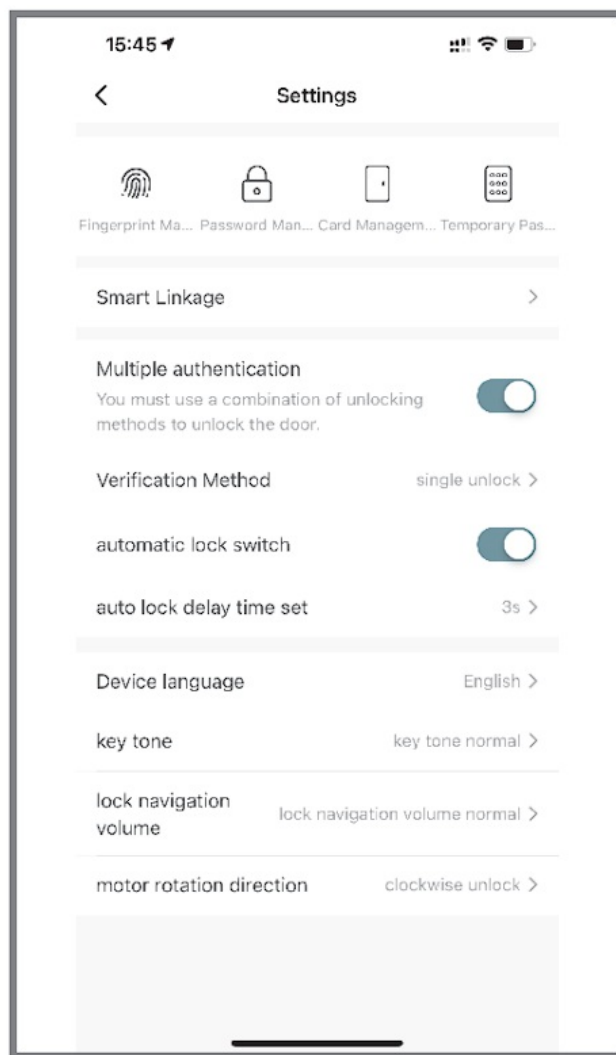 15:45
Settings
Fingerprint Ma... Password Man... Card Managem... Temporary Pas...
Smart Linkage
Multiple authentication
You must use a combination of unlocking
methods to unlock the door.
Verification Method single unlock
automatic lock switch
auto lock delay time set 3s
Device language English
key tone key tone normal
lock navigation
volume lock navigation volume normal
motor rotation direction clockwise unlock